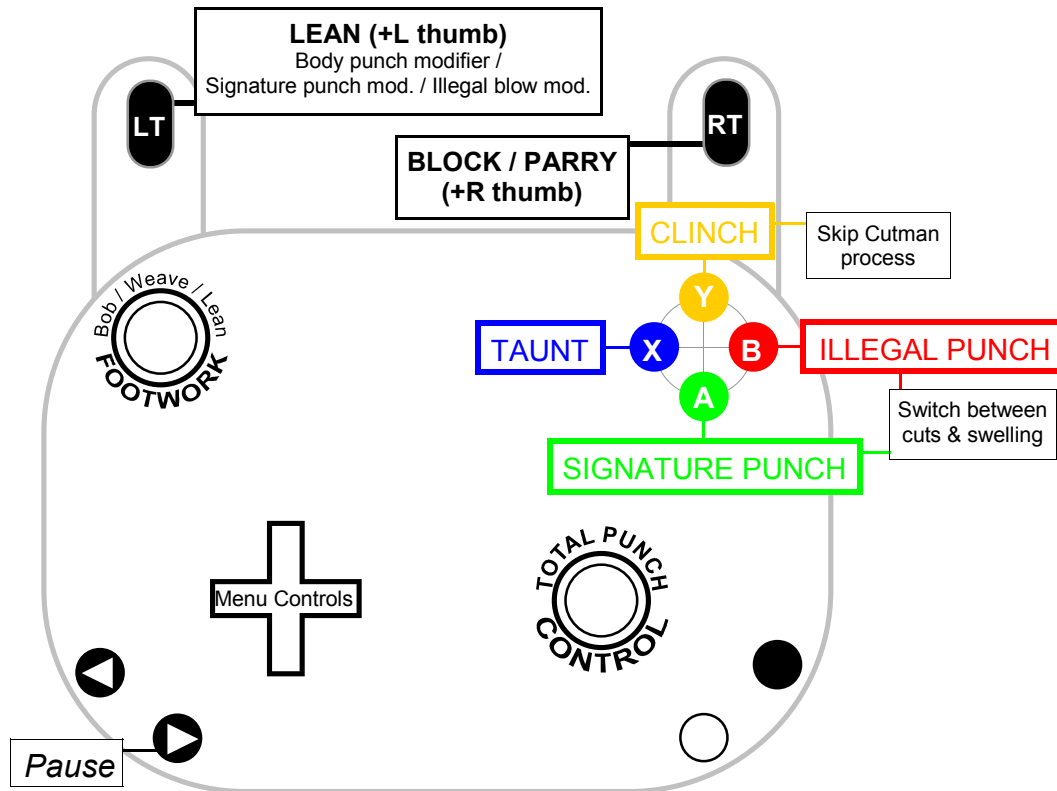 LEAN (+L thumb)
Body punch modifier /
Signature punch mod. / Illegal blow mod.
LT
RT
BLOCK / PARRY
(+R thumb)
CLINCH
Skip Cutman
process
Bob / Weave / Lean
FOOTWORK
Y
TAUNT
X
B
ILLEGAL PUNCH
A
Switch between
cuts & swelling
SIGNATURE PUNCH
TOTAL PUNCH
CONTROL
Menu Controls
Pause